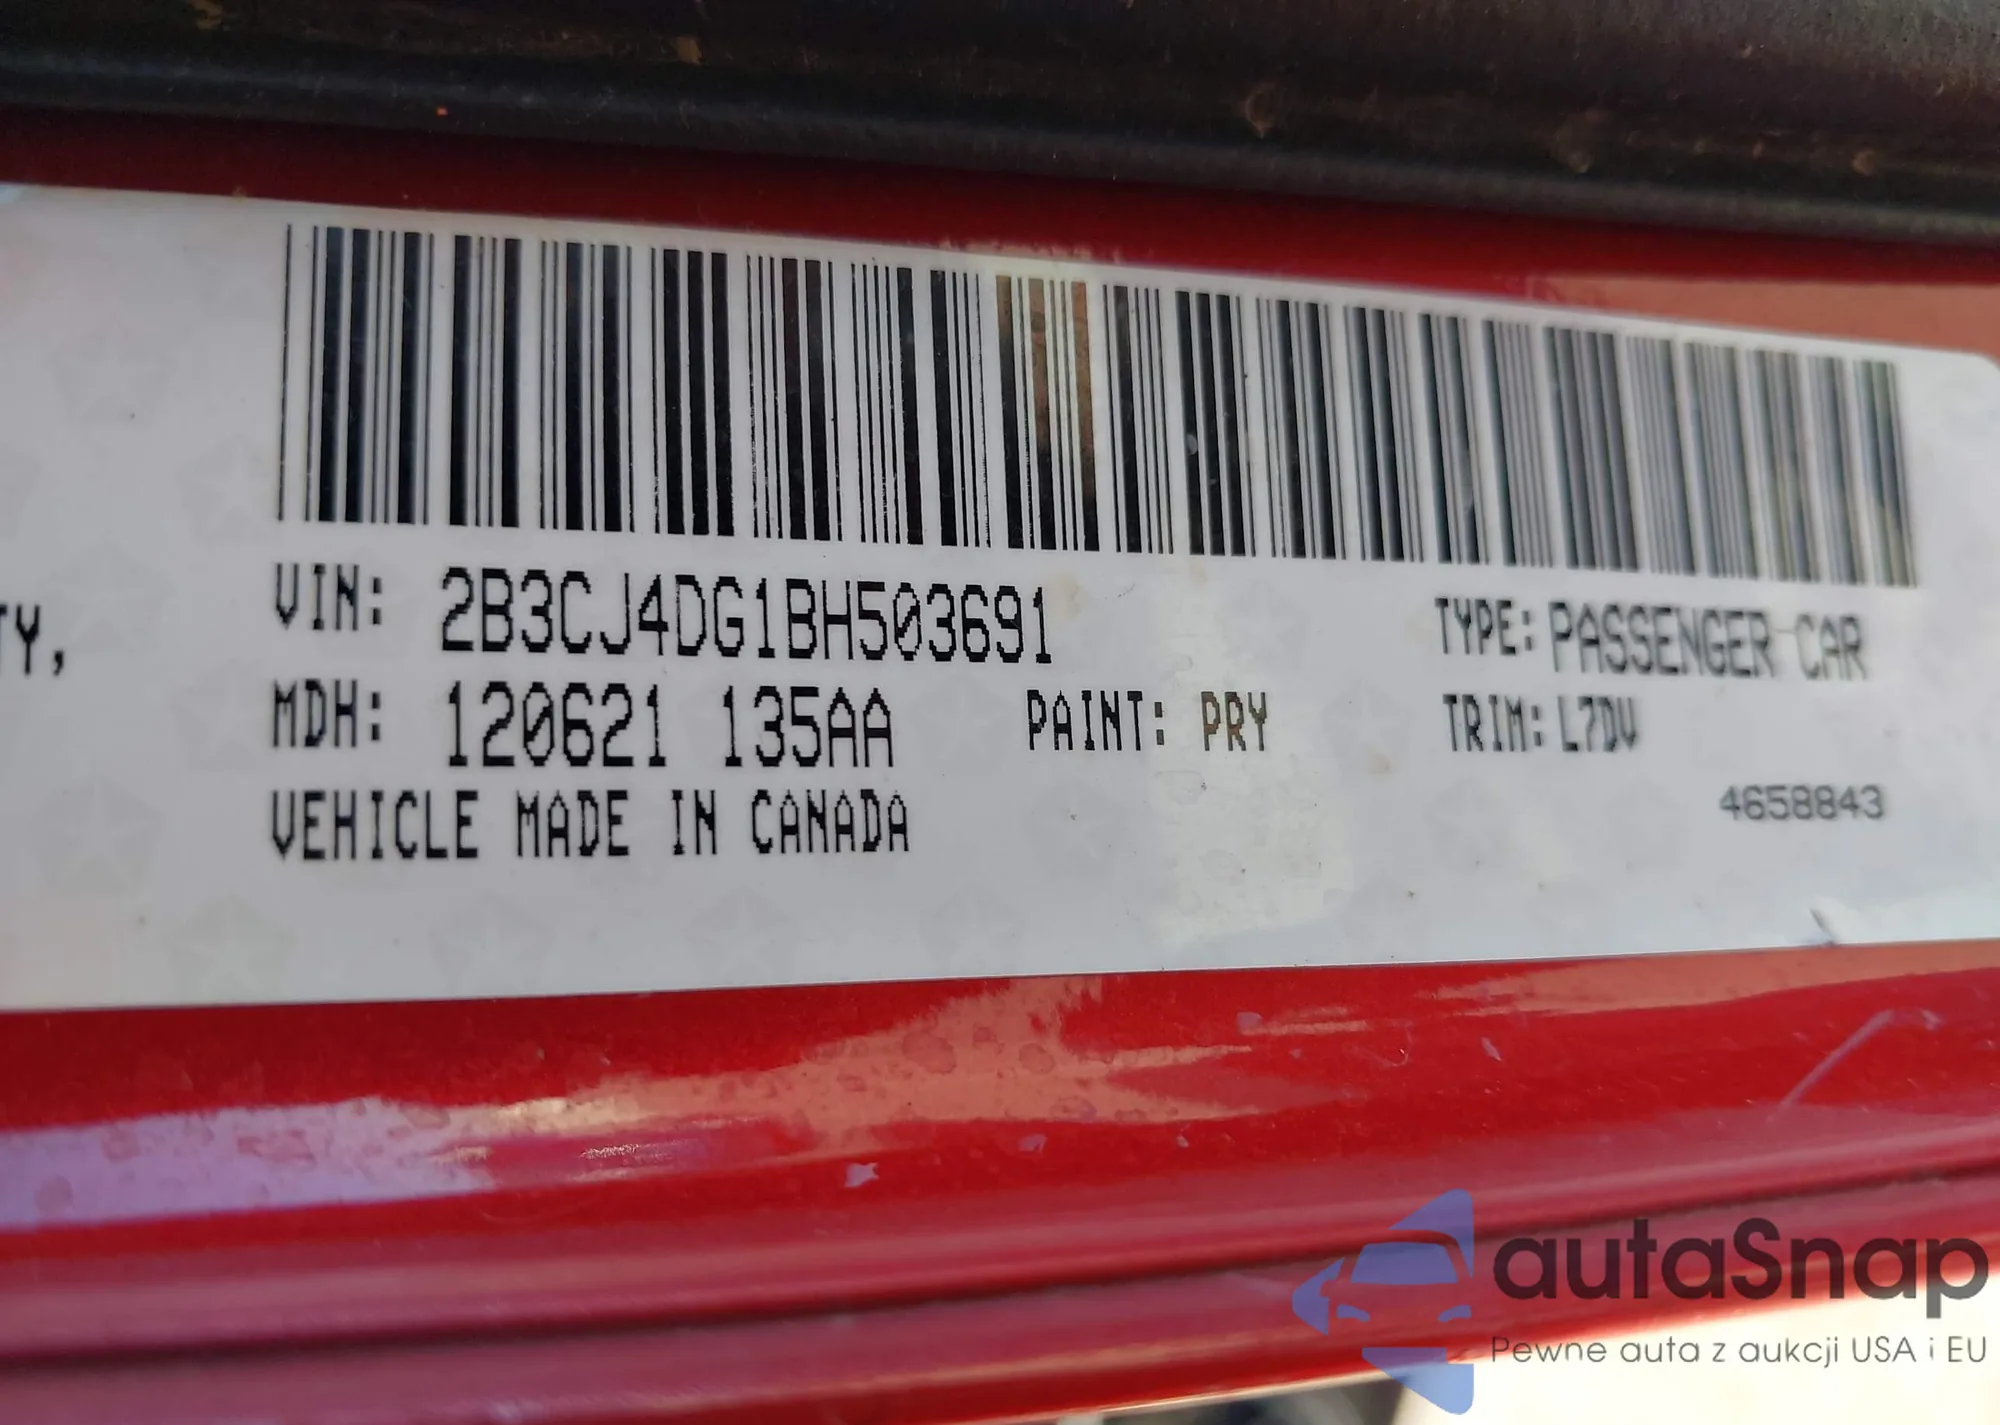 TY,
VIN: 2B3CJ4DG1BH503691
TYPE: PASSENGER CAR
MDH: 120621 135AA
PAINT: PRY
TRIM: L7DV
VEHICLE MADE IN CANADA
4658843
autaSnap
Pewne auta z aukcji USA i EU